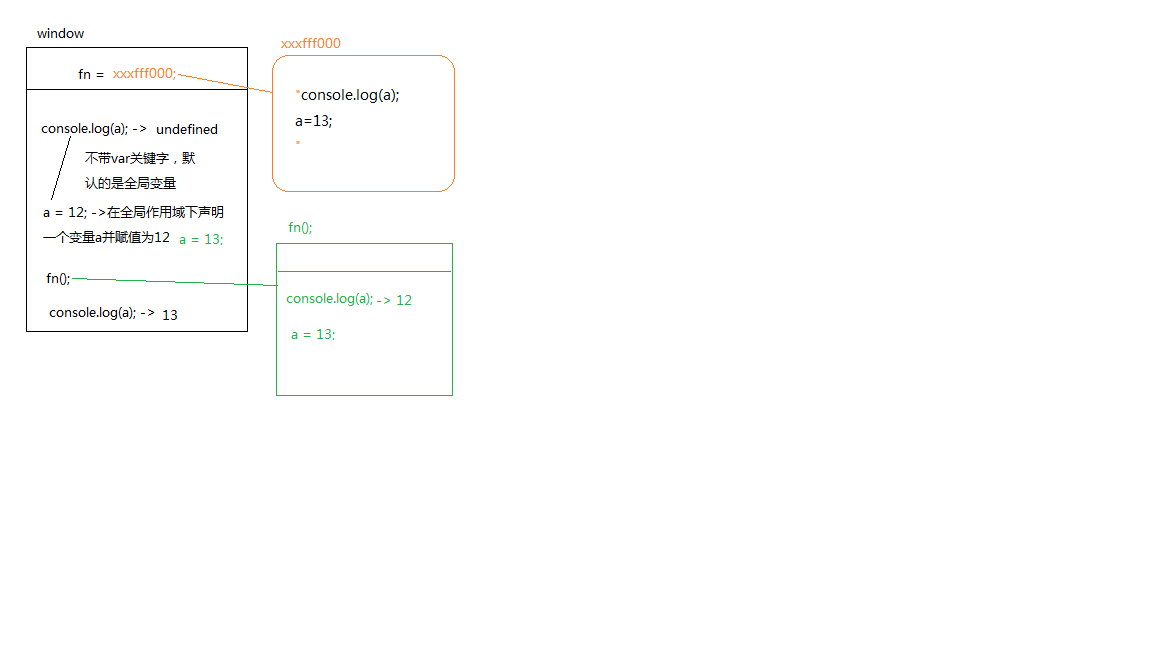 window
fn = xxxfff000;
console.log(a); -> undefined
不带var关键字，默
认的是全局变量
a = 12; ->在全局作用域下声明
一个变量a并赋值为12 a = 13;
fn();
console.log(a); -> 13
xxxfff000
"console.log(a);
a=13;
"
fn();
console.log(a); -> 12
a = 13;